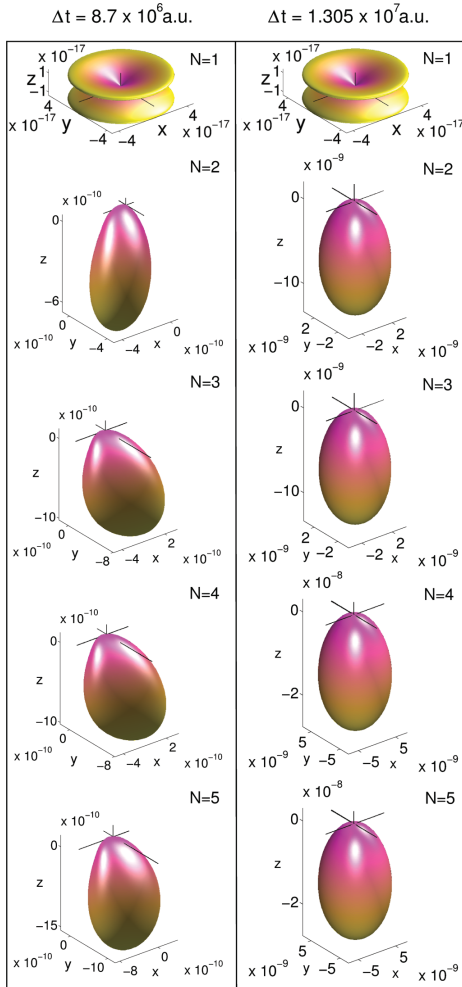 Δt = 8.7 x 10⁶a.u.
Δt = 1.305 x 10⁷a.u.
x 10⁻¹⁷
N=1
z 1
-1
4
x 10⁻¹⁷
y
-4
-4
x
4
x 10⁻¹⁷
x 10⁻¹⁷
N=1
z 1
-1
4
x 10⁻¹⁷
y
-4
-4
x
4
x 10⁻¹⁷
N=2
x 10⁻¹⁰
0
z
-6
0
x 10⁻¹⁰
y
-4
-4
x
0
x 10⁻¹⁰
x 10⁻⁹
N=2
0
z
-10
2
x 10⁻⁹
y
-2
-2
x
2
x 10⁻⁹
N=3
x 10⁻¹⁰
0
z
-10
0
x 10⁻¹⁰
y
-8
-4
x
2
x 10⁻¹⁰
x 10⁻⁹
N=3
0
z
-10
2
x 10⁻⁹
y
-2
-2
x
2
x 10⁻⁹
N=4
x 10⁻¹⁰
0
z
-10
0
x 10⁻¹⁰
y
-8
-4
x
2
x 10⁻¹⁰
x 10⁻⁸
N=4
0
z
-2
5
x 10⁻⁹
y
-5
-5
x
5
x 10⁻⁹
N=5
x 10⁻¹⁰
0
z
-15
0
x 10⁻¹⁰
y
-10
-8
x
0
x 10⁻¹⁰
x 10⁻⁸
N=5
0
z
-2
5
x 10⁻⁹
y
-5
-5
x
5
x 10⁻⁹